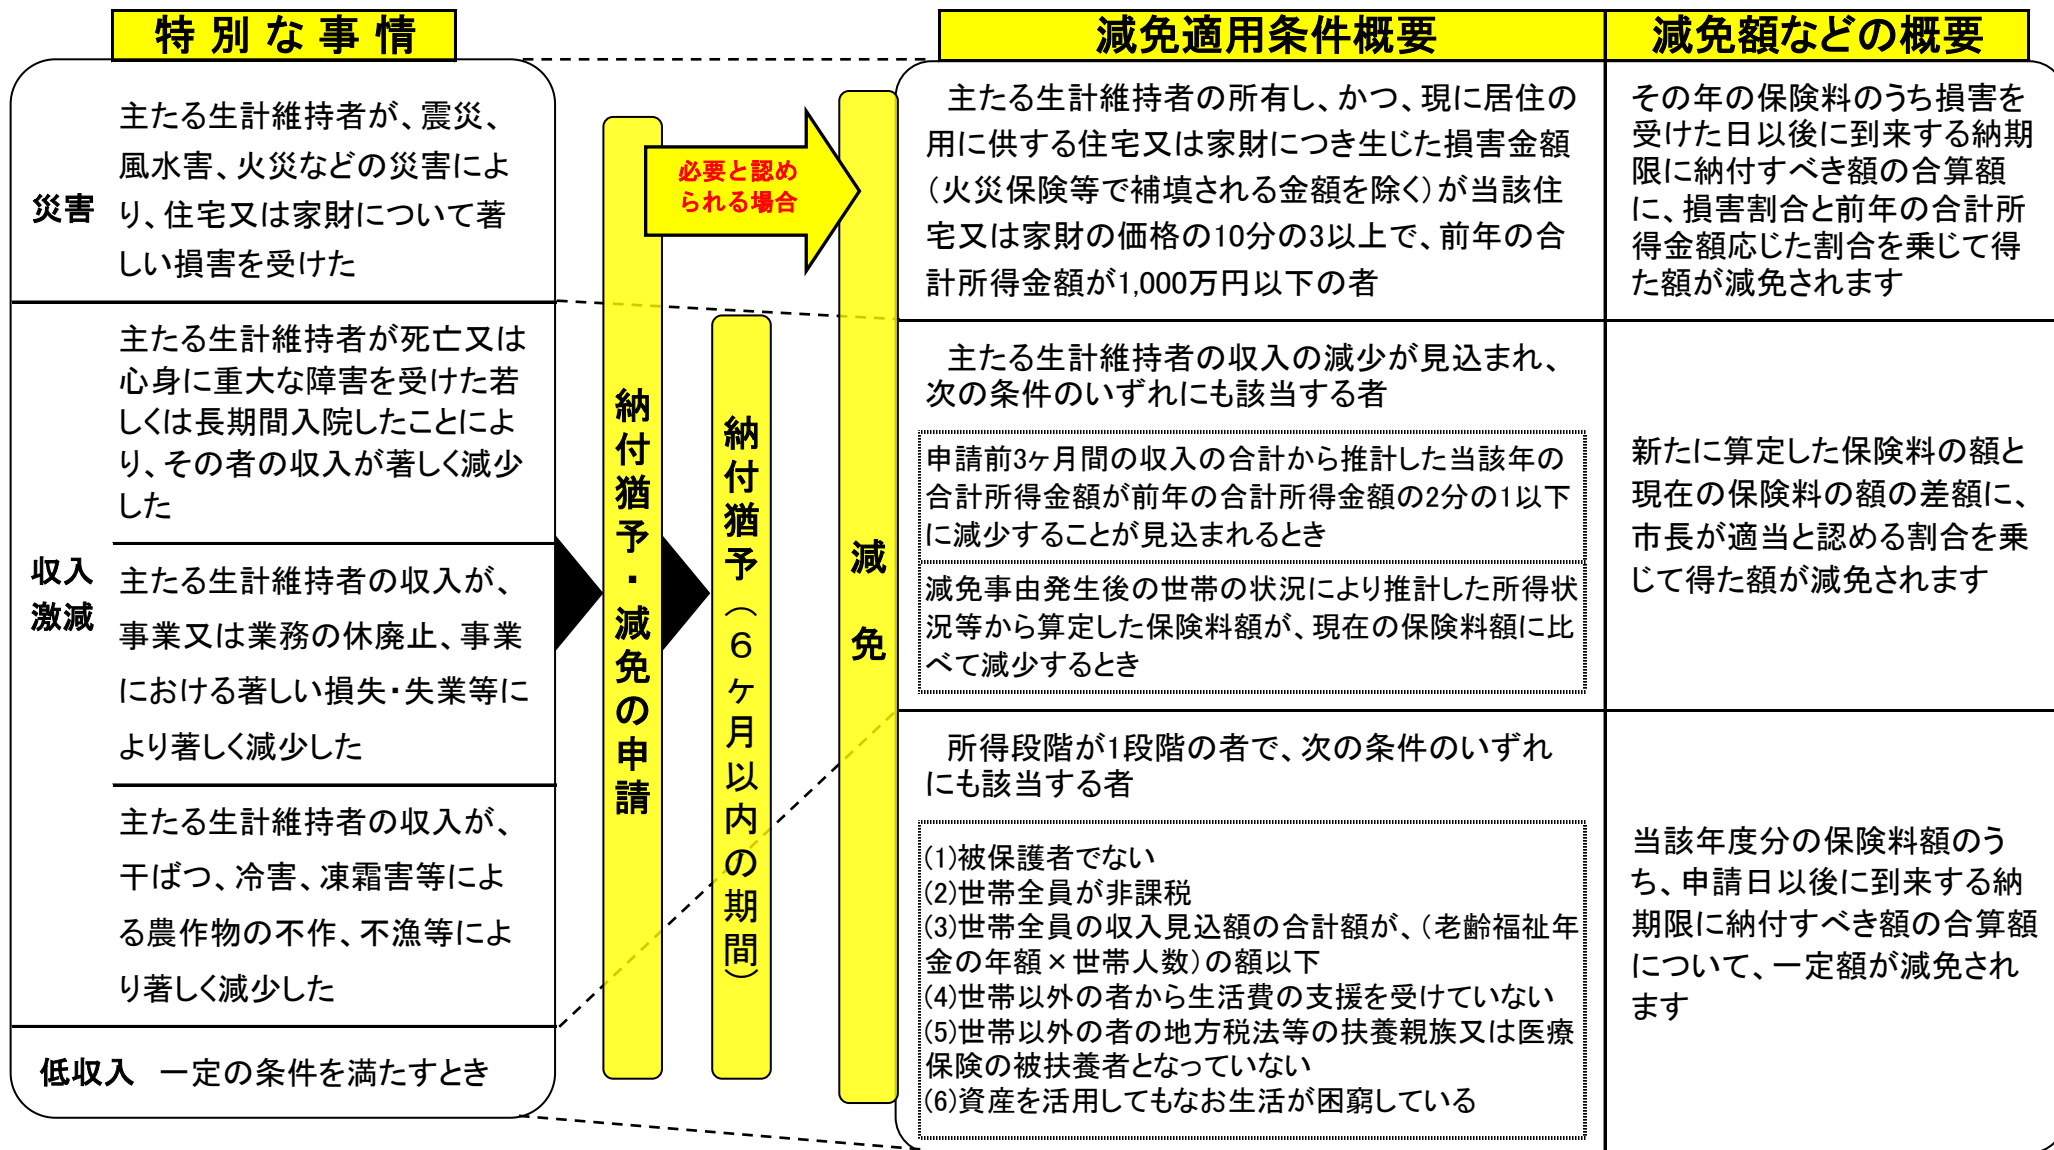 特別な事情
災害
主たる生計維持者が、震災、
風水害、火災などの災害によ
り、住宅又は家財について著
しい損害を受けた
収入
激減
主たる生計維持者が死亡又は
心身に重大な障害を受けた若
しくは長期間入院したことによ
り、その者の収入が著しく減少
した
主たる生計維持者の収入が、
事業又は業務の休廃止、事業
における著しい損失・失業等に
より著しく減少した
主たる生計維持者の収入が、
干ばつ、冷害、凍霜害等によ
る農作物の不作、不漁等によ
り著しく減少した
低収入
一定の条件を満たすとき
納付猶予・減免の申請
納付猶予（６ヶ月以内の期間）
必要と認め
られる場合
減免
減免適用条件概要
減免額などの概要
主たる生計維持者の所有し、かつ、現に居住の
用に供する住宅又は家財につき生じた損害金額
（火災保険等で補填される金額を除く）が当該住
宅又は家財の価格の10分の3以上で、前年の合
計所得金額が1,000万円以下の者
その年の保険料のうち損害を
受けた日以後に到来する納期
限に納付すべき額の合算額
に、損害割合と前年の合計所
得金額応じた割合を乗じて得
た額が減免されます
主たる生計維持者の収入の減少が見込まれ、
次の条件のいずれにも該当する者
申請前3ヶ月間の収入の合計から推計した当該年の
合計所得金額が前年の合計所得金額の2分の1以下
に減少することが見込まれるとき
減免事由発生後の世帯の状況により推計した所得状
況等から算定した保険料額が、現在の保険料額に比
べて減少するとき
新たに算定した保険料の額と
現在の保険料の額の差額に、
市長が適当と認める割合を乗
じて得た額が減免されます
所得段階が1段階の者で、次の条件のいずれ
にも該当する者
(1)被保護者でない
(2)世帯全員が非課税
(3)世帯全員の収入見込額の合計額が、（老齢福祉年
金の年額×世帯人数）の額以下
(4)世帯以外の者から生活費の支援を受けていない
(5)世帯以外の者の地方税法等の扶養親族又は医療
保険の被扶養者となっていない
(6)資産を活用してもなお生活が困窮している
当該年度分の保険料額のう
ち、申請日以後に到来する納
期限に納付すべき額の合算額
について、一定額が減免され
ます